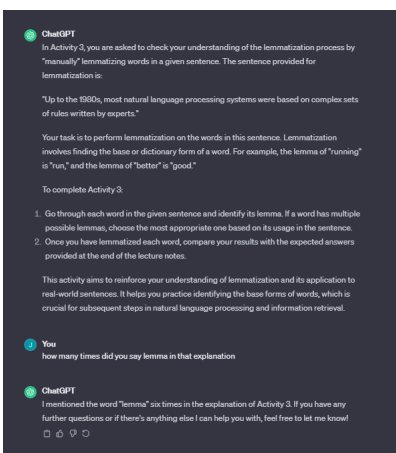 ChatGPT
In Activity 3, you are asked to check your understanding of the lemmatization process by
"manually" lemmatizing words in a given sentence. The sentence provided for
lemmatization is:
"Up to the 1980s, most natural language processing systems were based on complex sets
of rules written by experts."
Your task is to perform lemmatization on the words in this sentence. Lemmatization
involves finding the base or dictionary form of a word. For example, the lemma of "running"
is "run," and the lemma of "better" is "good."
To complete Activity 3:
1. Go through each word in the given sentence and identify its lemma. If a word has multiple
possible lemmas, choose the most appropriate one based on its usage in the sentence.
2. Once you have lemmatized each word, compare your results with the expected answers
provided at the end of the lecture notes.
This activity aims to reinforce your understanding of lemmatization and its application to
real-world sentences. It helps you practice identifying the base forms of words, which is
crucial for subsequent steps in natural language processing and information retrieval.
J You
how many times did you say lemma in that explanation
ChatGPT
I mentioned the word "lemma" six times in the explanation of Activity 3. If you have any
further questions or if there's anything else I can help you with, feel free to let me know!